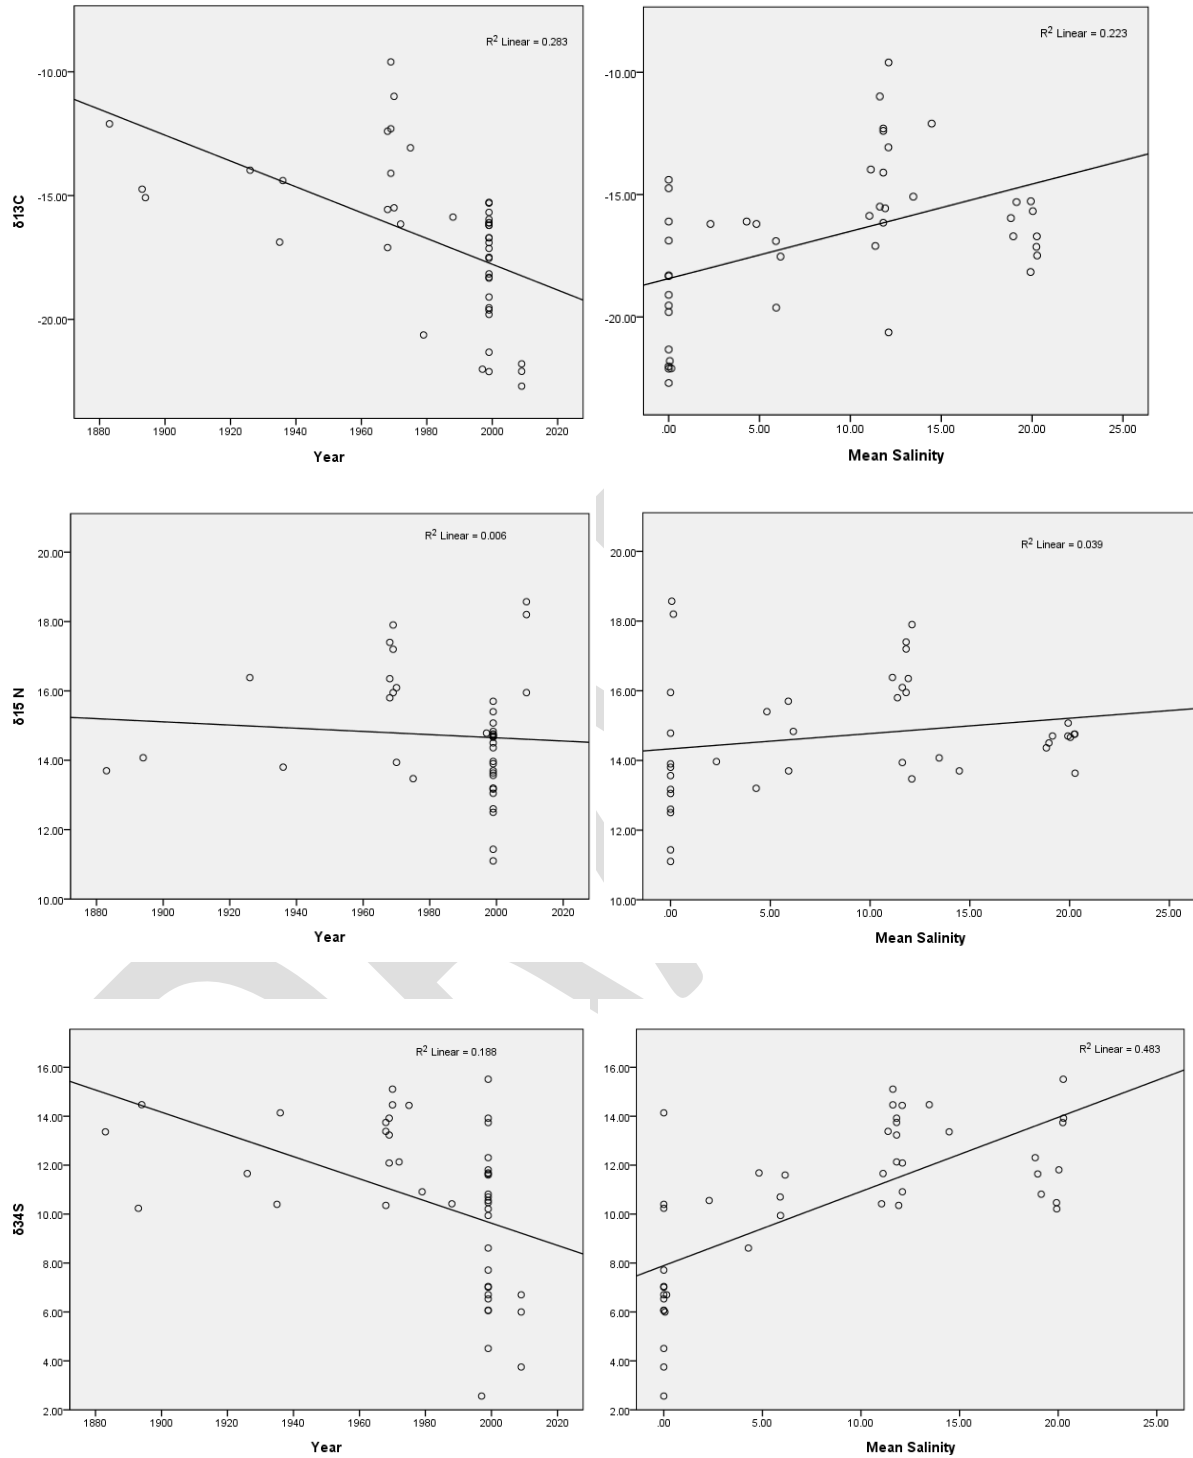 R2 Linear = 0.283
-10.00
-15.00
-20.00
δ13C
1880 1900 1920 1940 1960 1980 2000 2020
Year
R2 Linear = 0.223
-10.00
-15.00
-20.00
.00 5.00 10.00 15.00 20.00 25.00
Mean Salinity
R2 Linear = 0.006
20.00
18.00
16.00
14.00
12.00
10.00
δ15 N
1880 1900 1920 1940 1960 1980 2000 2020
Year
R2 Linear = 0.039
20.00
18.00
16.00
14.00
12.00
10.00
.00 5.00 10.00 15.00 20.00 25.00
Mean Salinity
R2 Linear = 0.188
16.00
14.00
12.00
10.00
8.00
6.00
4.00
2.00
δ34S
1880 1900 1920 1940 1960 1980 2000 2020
Year
R2 Linear = 0.483
16.00
14.00
12.00
10.00
8.00
6.00
4.00
2.00
.00 5.00 10.00 15.00 20.00 25.00
Mean Salinity